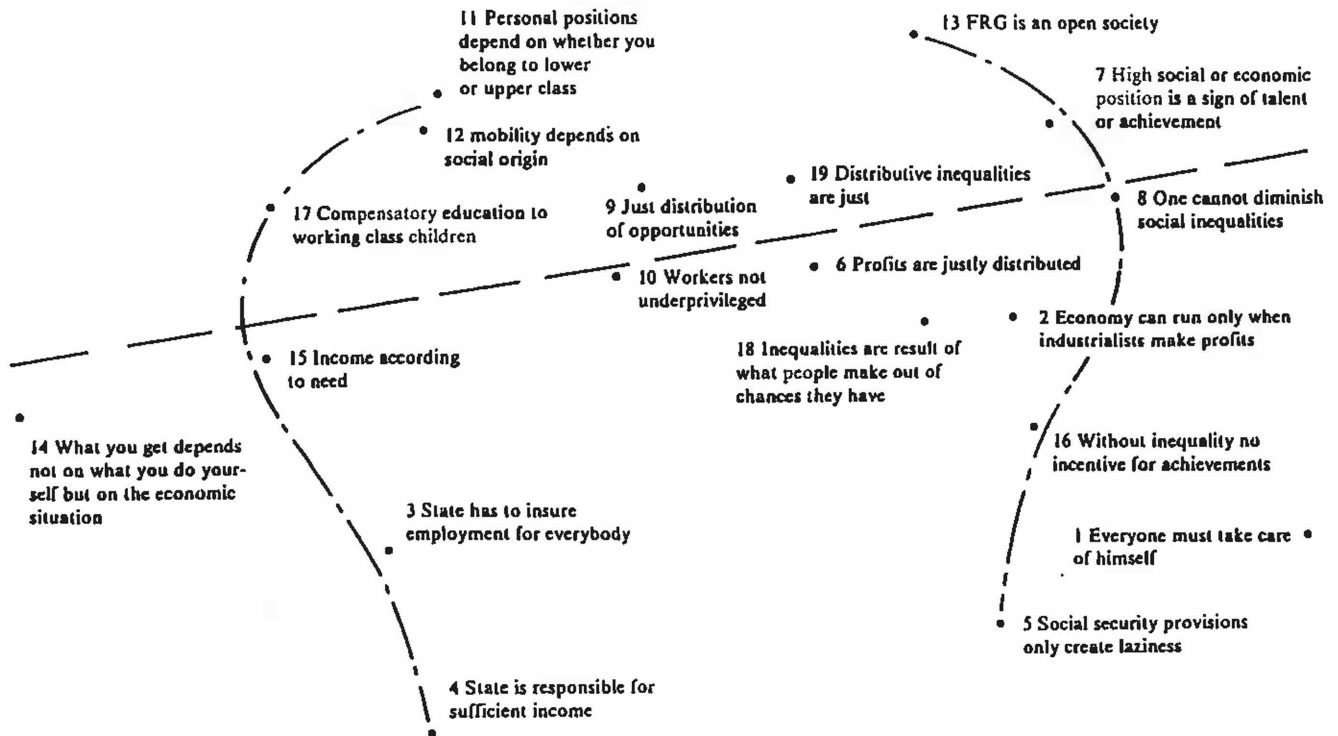 11 Personal positions
depend on whether you
belong to lower
or upper class
13 FRG is an open society
7 High social or economic
position is a sign of talent
or achievement
12 mobility depends on
social origin
19 Distributive inequalities
are just
8 One cannot diminish
social inequalities
17 Compensatory education to
working class children
9 Just distribution
of opportunities
10 Workers not
underprivileged
6 Profits are justly distributed
2 Economy can run only when
industrialists make profits
18 Inequalities are result of
what people make out of
chances they have
15 Income according
to need
14 What you get depends
not on what you do your-
self but on the economic
situation
16 Without inequality no
incentive for achievements
3 State has to insure
employment for everybody
1 Everyone must take care
of himself
5 Social security provisions
only create laziness
4 State is responsible for
sufficient income